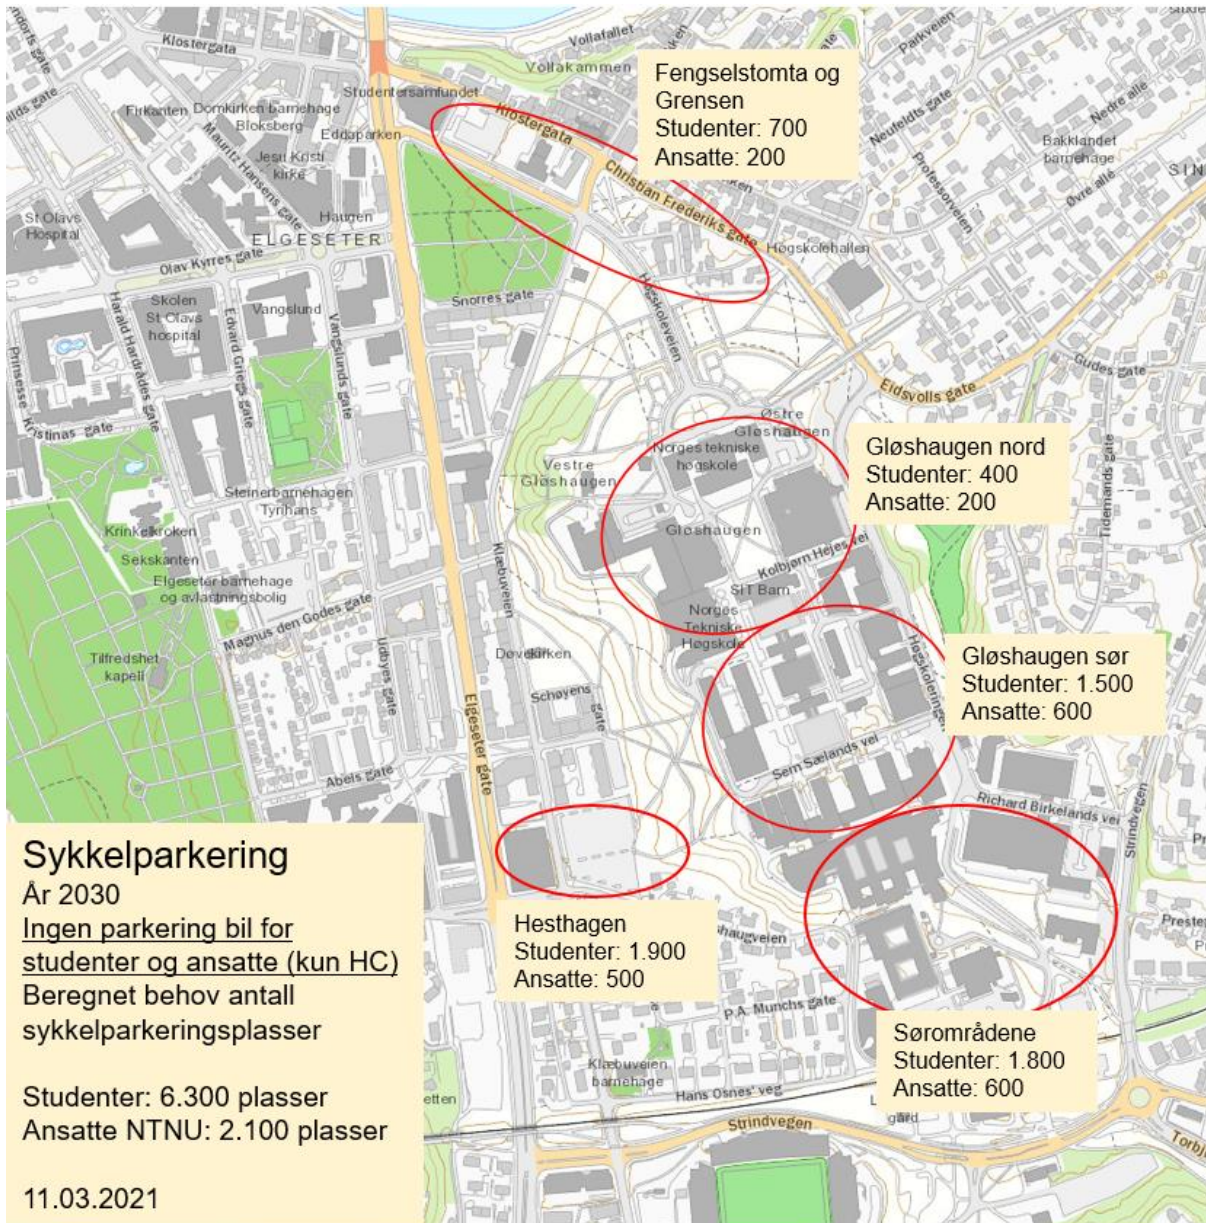 Klostergata
Vollafallet
Vollakammen
Parkveien
Studentersamfundet
Firkanten
Domkirken barnehage
Bloksberg
Eddaparken
Mauritz Hansens gate
Jesu Kristi
kirke
Klostergata
Fengselstomta og
Grensen
Studenter: 700
Ansatte: 200
Neufeldts gate
Nedre allé
Bakklandet
barnehage
Professorveien
Øvre allé
Christian Frederiks gate
St Olavs
Hospital
Haugen
ELGESETER
Olav Kyrres gate
Høgskolehallen
Skolen
St Olavs
hospital
Vangslund
Snorres gate
Høgskoleveien
Harald Hardrådes gate
Edvard Griegs gate
Vangslunds gate
Prinsesse Kristinas gate
Eidsvolls gate
Gudes gate
Østre
Gløshaugen
Norges tekniske
høgskole
Gløshaugen nord
Studenter: 400
Ansatte: 200
Vestre
Gløshaugen
Tidemands gate
Steinerbarnehagen
Tyrihans
Krinkelkroken
Sekskanten
Gløshaugen
Kolbjørn Hejes vei
Klæbuveien
Elgeseter barnehage
og avlastningsbolig
SIT Barn
Norges
Tekniske
Høgskole
Magnus den Godes gate
Udbyes gate
Døvekirken
Tilfredshet
kapell
Høgskoleringen
Gløshaugen sør
Studenter: 1.500
Ansatte: 600
Schøyens
gate
Elgeseter gate
Sem Sælands vei
Abels gate
Richard Birkelands vei
Strindvegen
Sykkelparkering
År 2030
Ingen parkering bil for
studenter og ansatte (kun HC)
Beregnet behov antall
sykkelparkeringsplasser
Studenter: 6.300 plasser
Ansatte NTNU: 2.100 plasser
11.03.2021
Hesthagen
Studenter: 1.900
Ansatte: 500
P.A. Munchs gate
Sørområdene
Studenter: 1.800
Ansatte: 600
Klæbuveien
barnehage
Hans Osnes' veg
Strindvegen
gård